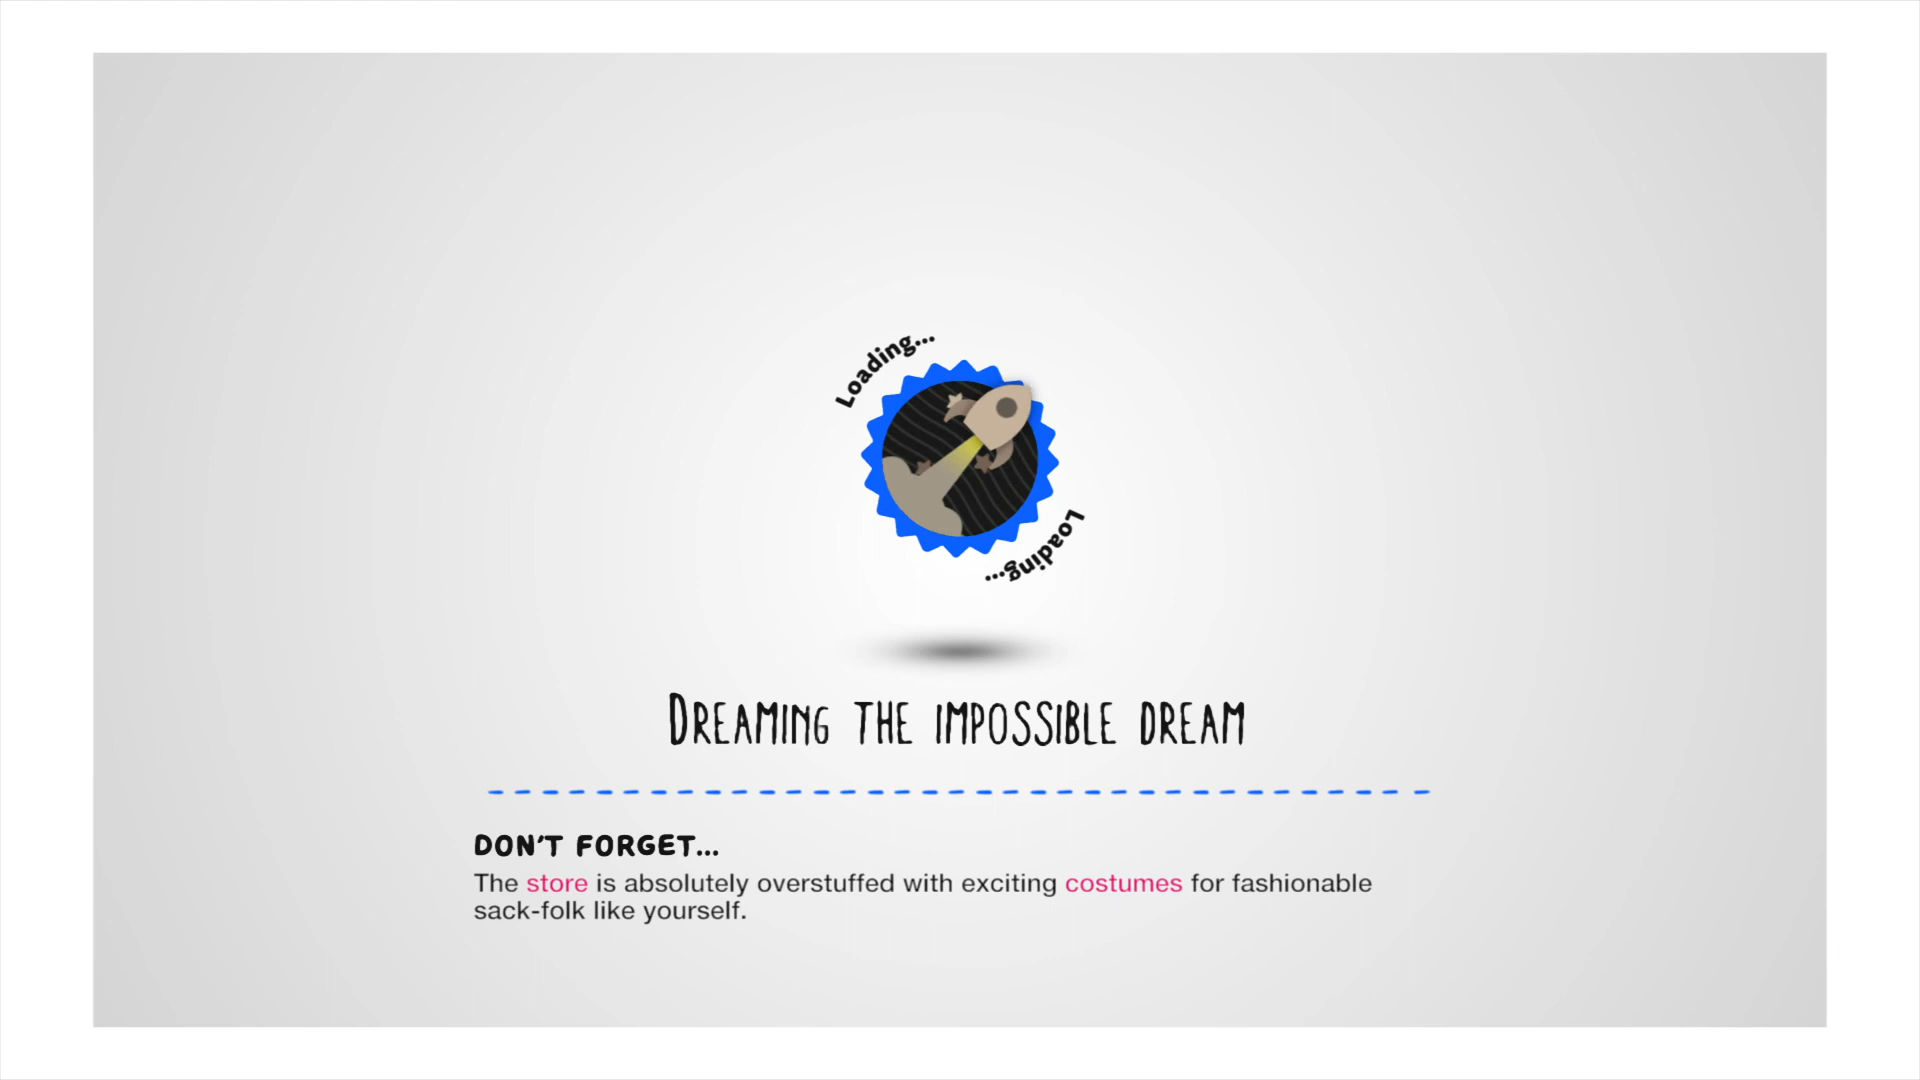 Loading...
Loading...
Dreaming the impossible dream
DON'T FORGET...
The store is absolutely overstuffed with exciting costumes for fashionable
sack-folk like yourself.